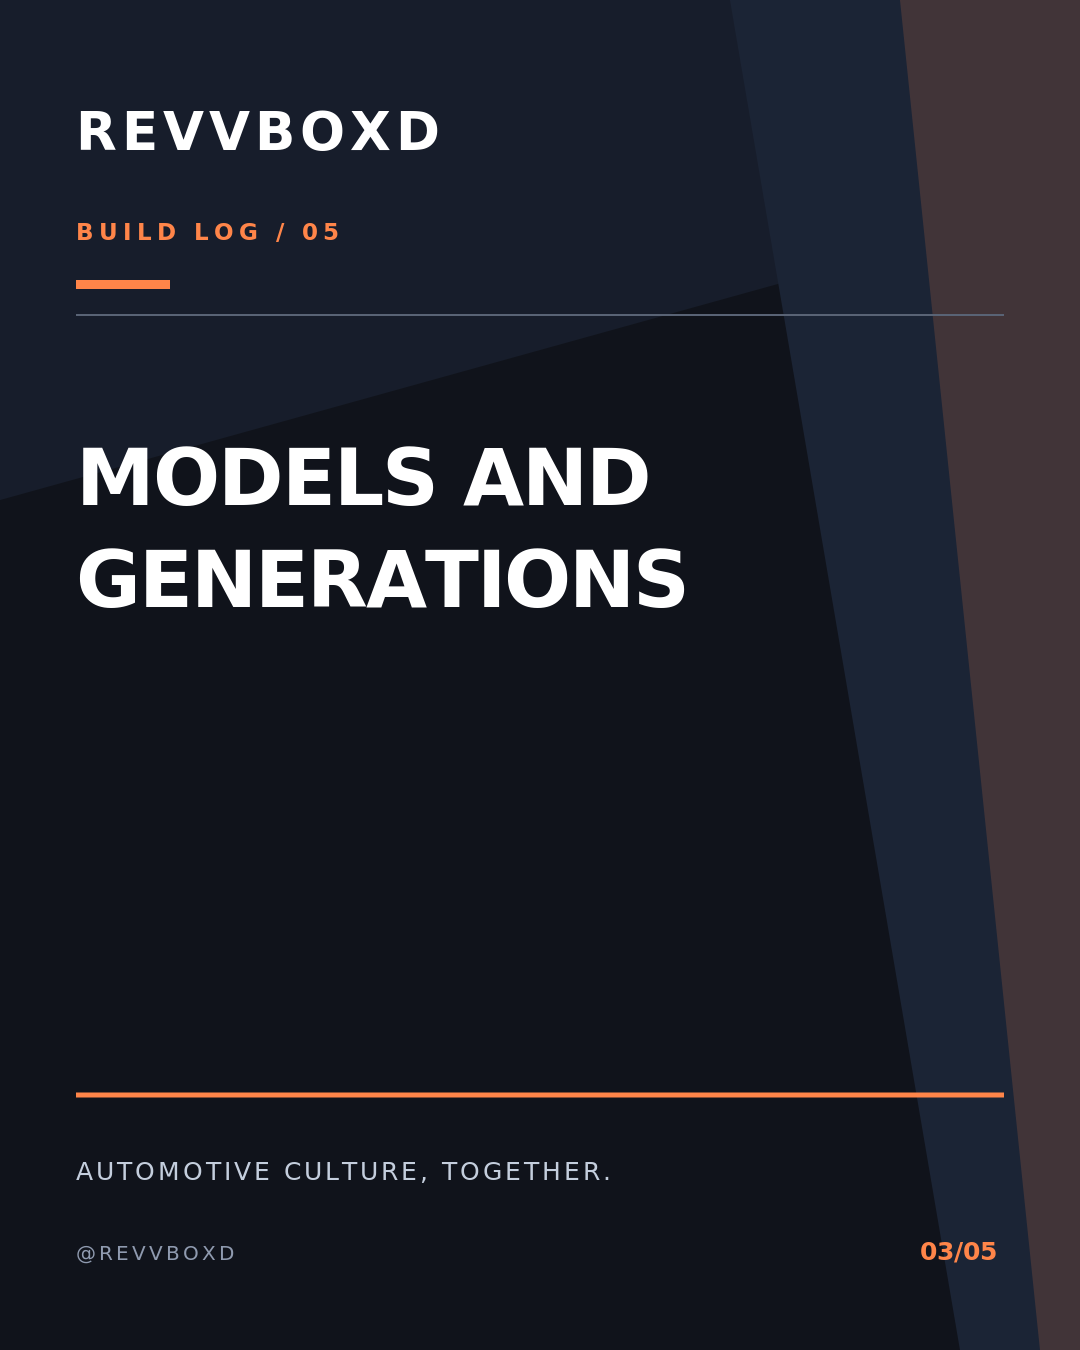 REVVBOXD
BUILD LOG / 05
MODELS AND
GENERATIONS
AUTOMOTIVE CULTURE, TOGETHER.
@REVVBOXD
03/05